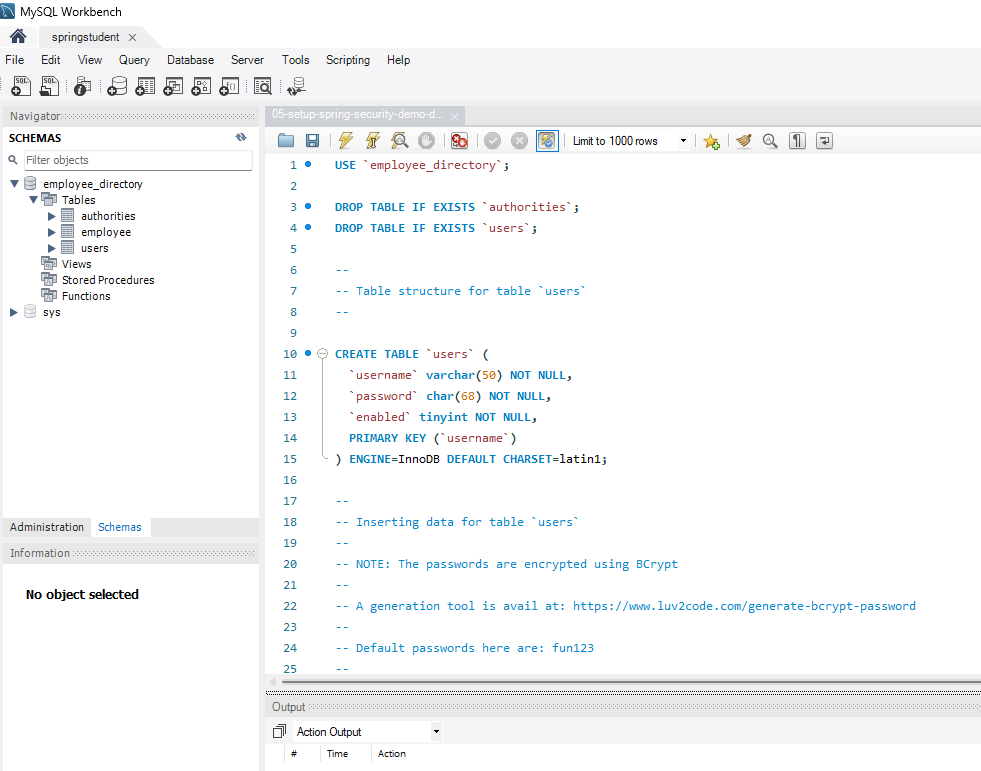 MySQL Workbench
springstudent
File Edit View Query Database Server Tools Scripting Help
Navigator
SCHEMAS
Filter objects
employee_directory
Tables
authorities
employee
users
Views
Stored Procedures
Functions
sys
Administration Schemas
Information
No object selected
05-setup-spring-security-demo-d...
Limit to 1000 rows
1 USE `employee_directory`;
2
3 DROP TABLE IF EXISTS `authorities`;
4 DROP TABLE IF EXISTS `users`;
5
6 --
7 -- Table structure for table `users`
8 --
9
10 CREATE TABLE `users` (
11 `username` varchar(50) NOT NULL,
12 `password` char(68) NOT NULL,
13 `enabled` tinyint NOT NULL,
14 PRIMARY KEY (`username`)
15 ) ENGINE=InnoDB DEFAULT CHARSET=latin1;
16
17 --
18 -- Inserting data for table `users`
19 --
20 -- NOTE: The passwords are encrypted using BCrypt
21 --
22 -- A generation tool is avail at: https://www.luv2code.com/generate-bcrypt-password
23 --
24 -- Default passwords here are: fun123
25 --
Output
Action Output
# Time Action